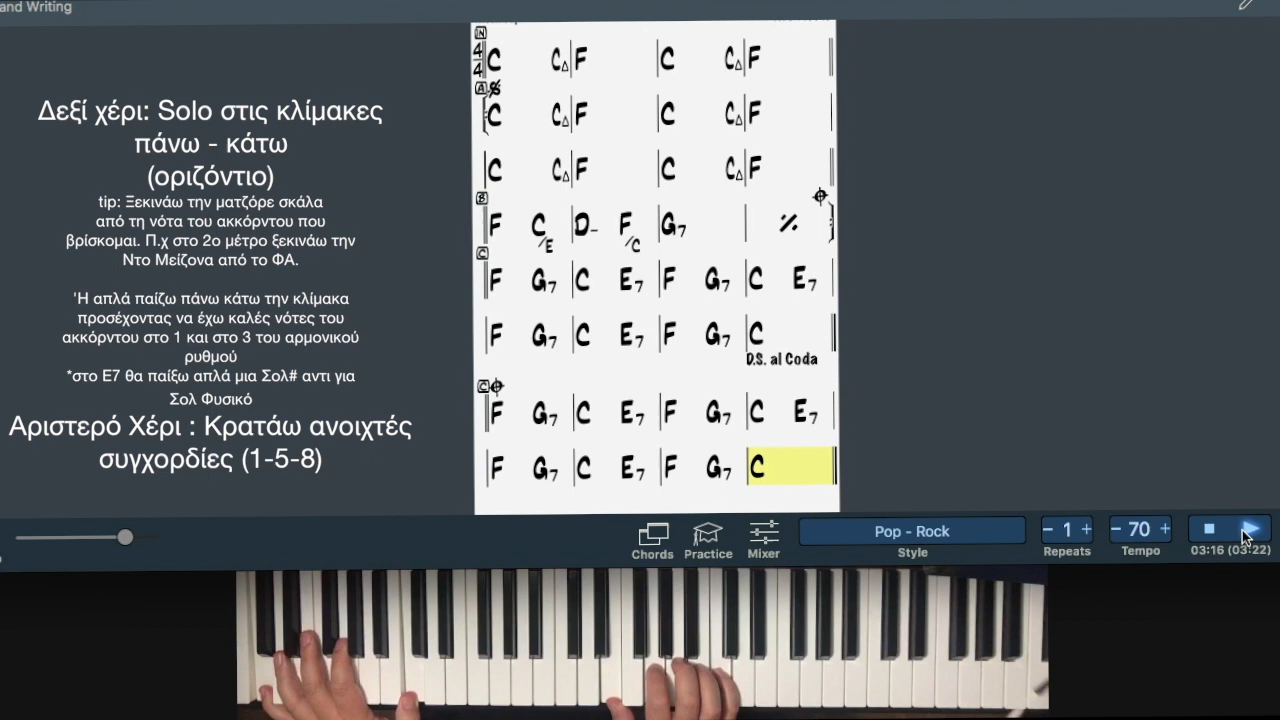 and Writing
Δεξί χέρι: Solo στις κλίμακες
πάνω - κάτω
(οριζόντιο)
tip: Ξεκινάω την ματζόρε σκάλα
από τη νότα του ακκόρντου που
βρίσκομαι. Π.χ στο 2ο μέτρο ξεκινάω την
Ντο Μείζονα από το ΦΑ.
'Η απλά παίζω πάνω κάτω την κλίμακα
προσέχοντας να έχω καλές νότες του
ακκόρντου στο 1 και στο 3 του αρμονικού
ρυθμού
*στο Ε7 θα παίξω απλά μια Σολ# αντι για
Σολ Φυσικό
Αριστερό Χέρι : Κρατάω ανοιχτές
συγχορδίες (1-5-8)
IN
4/4 C CΔ F C CΔ F
A
C CΔ F C CΔ F
C CΔ F C CΔ F
B
F C/E D- F/C G7
C
F G7 C E7 F G7 C E7
F G7 C E7 F G7 C
D.S. al Coda
C
F G7 C E7 F G7 C E7
F G7 C E7 F G7 C
Chords Practice Mixer
Pop - Rock
Style
- 1 +
Repeats
- 70 +
Tempo
03:16 (03:22)